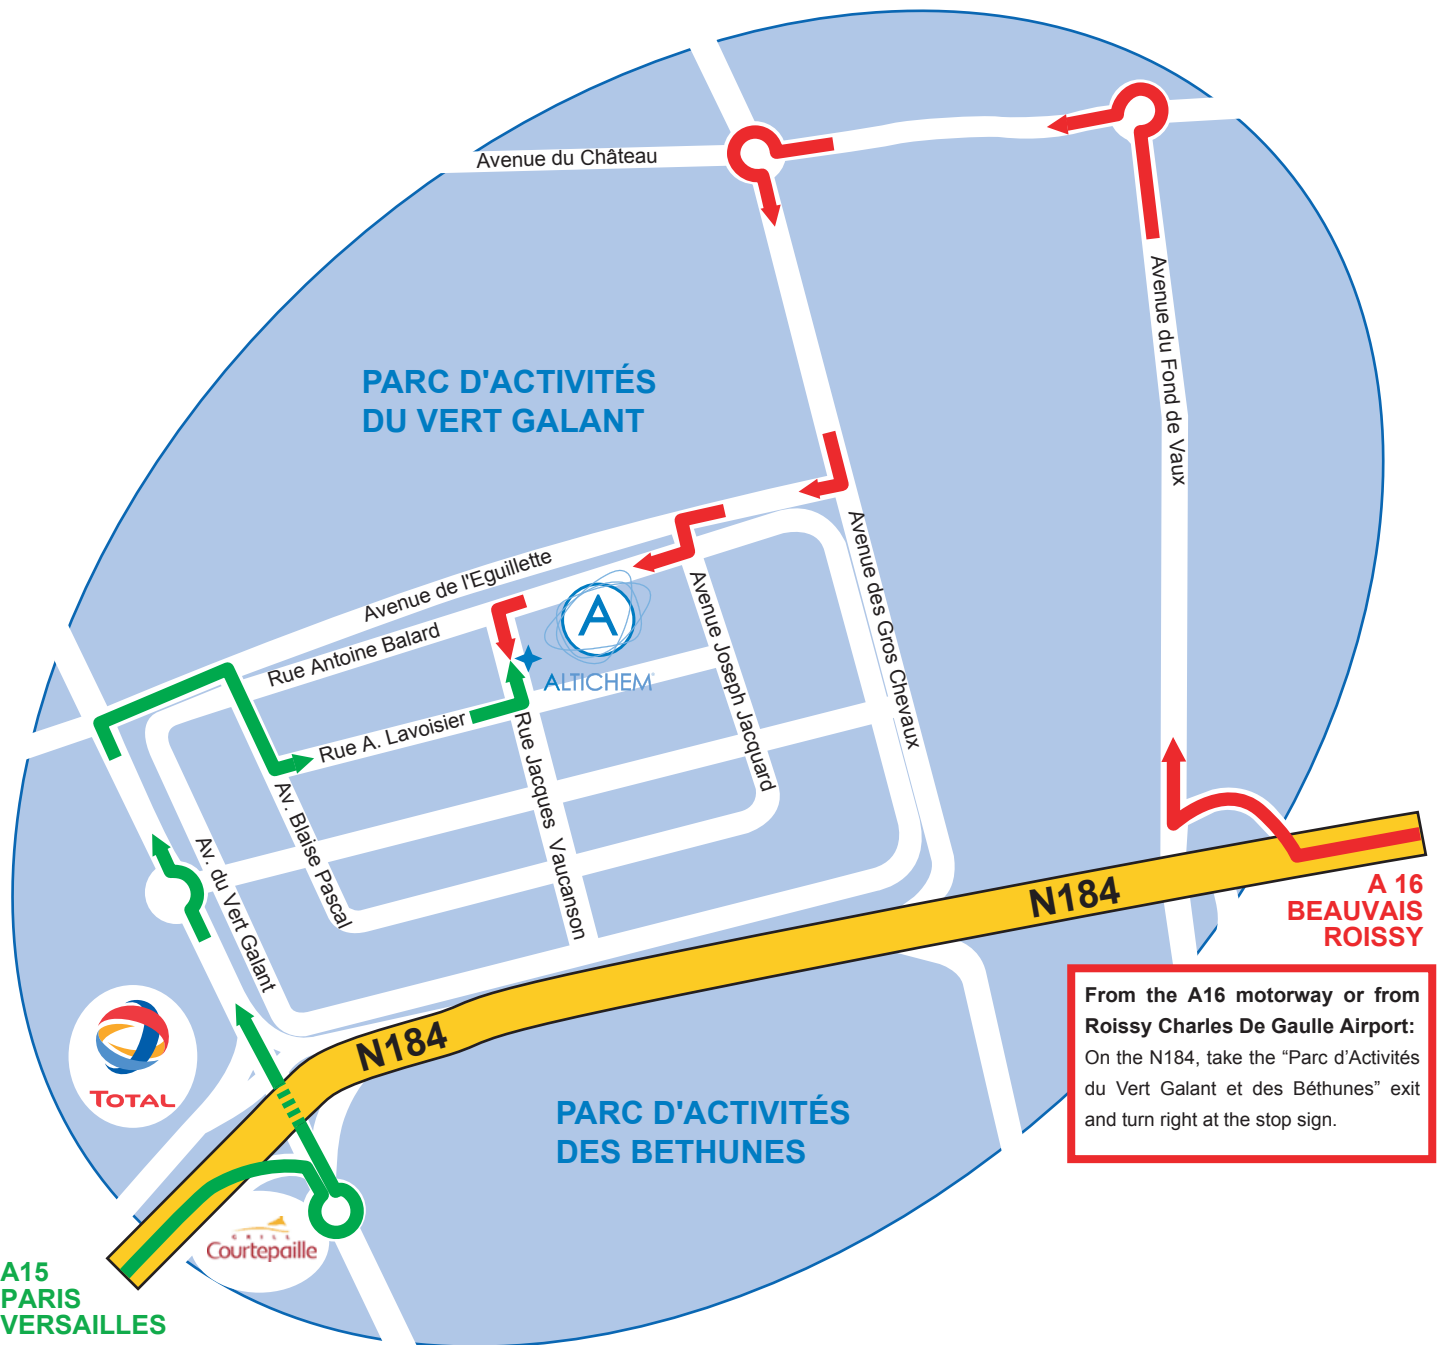 Avenue du Château
Avenue du Fond de Vaux
PARC D'ACTIVITÉS
DU VERT GALANT
Avenue de l'Eguillette
Avenue des Gros Chevaux
Rue Antoine Balard
A
ALTICHEM
Avenue Joseph Jacquard
Rue A. Lavoisier
Rue Jacques Vaucanson
Av. Blaise Pascal
Av. du Vert Galant
N184
A 16
BEAUVAIS
ROISSY
From the A16 motorway or from
Roissy Charles De Gaulle Airport:
On the N184, take the “Parc d’Activités
du Vert Galant et des Béthunes” exit
and turn right at the stop sign.
N184
TOTAL
PARC D'ACTIVITÉS
DES BETHUNES
GRILL
Courtepaille
A15
PARIS
VERSAILLES